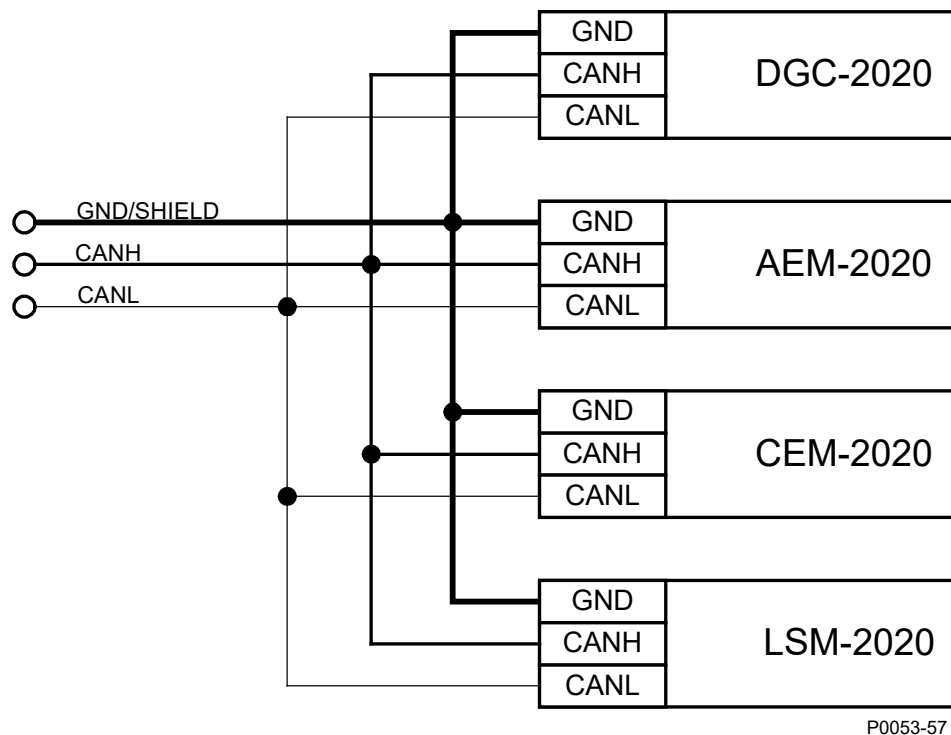 GND
CANH
CANL
DGC-2020
GND/SHIELD
CANH
CANL
GND
CANH
CANL
AEM-2020
GND
CANH
CANL
CEM-2020
GND
CANH
CANL
LSM-2020
P0053-57